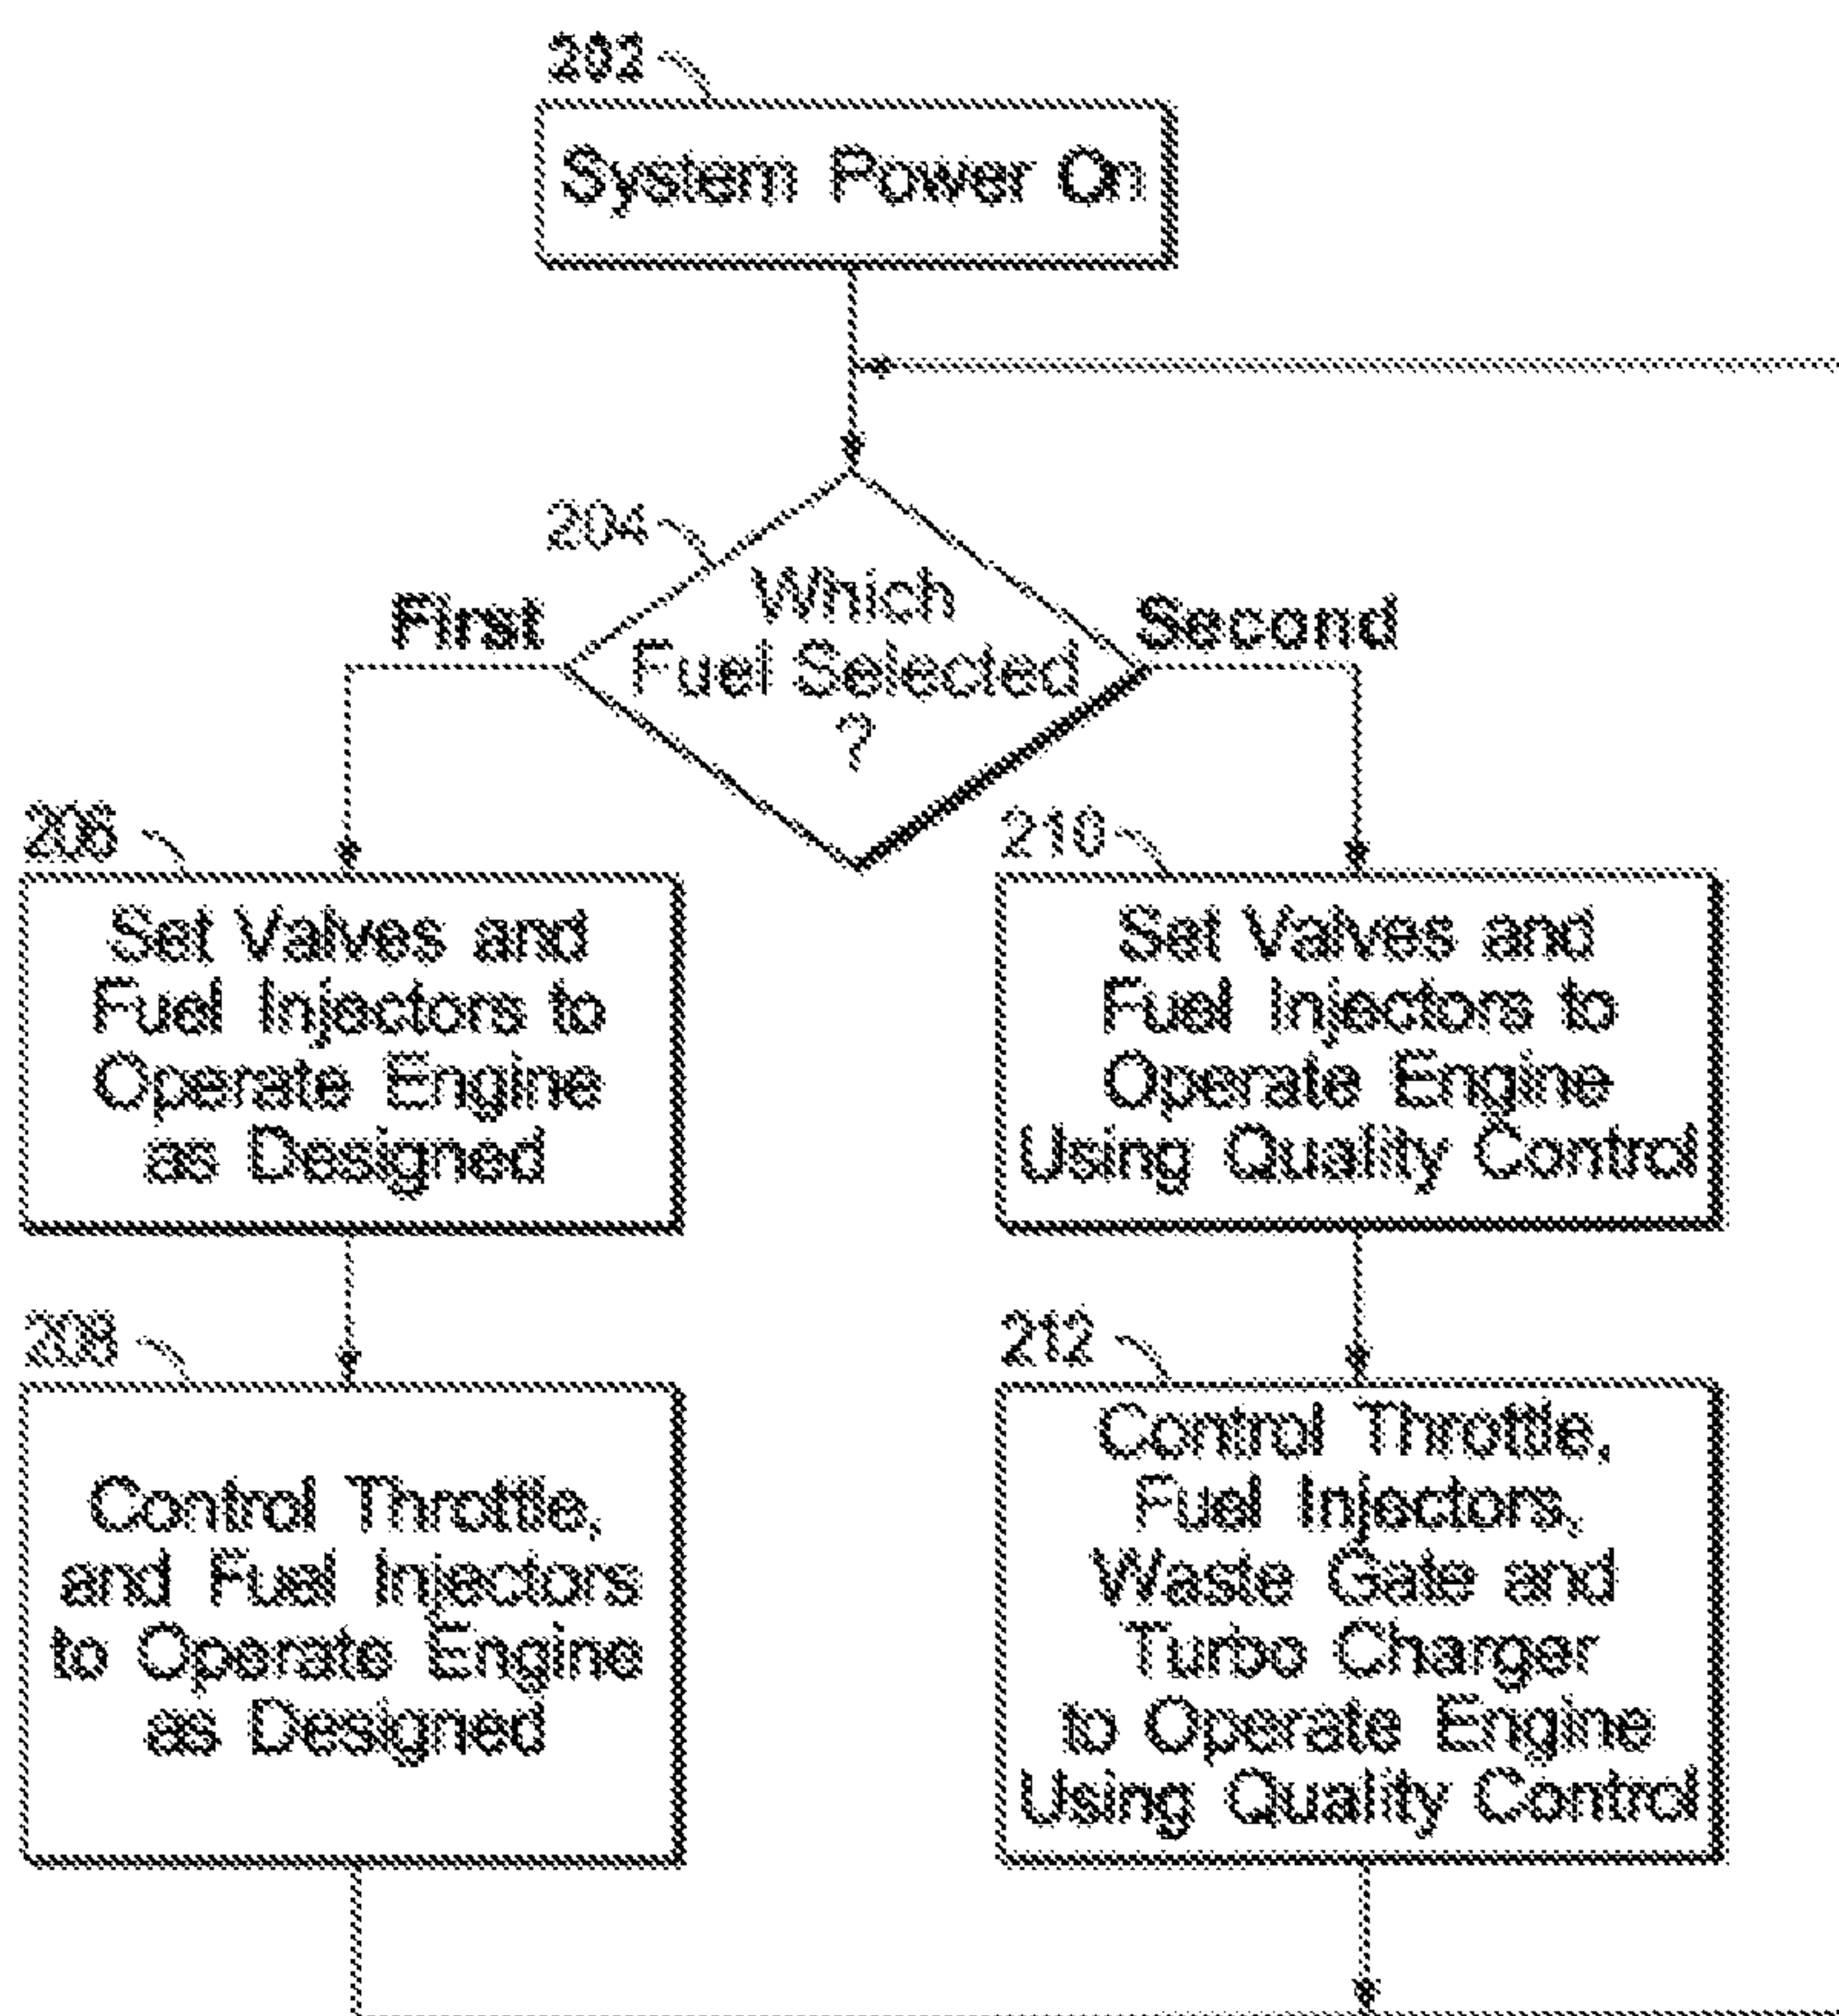 202
System Power On
204
Which
Fuel Selected
?
First
Second
206
Set Valves and
Fuel Injectors to
Operate Engine
as Designed
210
Set Valves and
Fuel Injectors to
Operate Engine
Using Quality Control
208
Control Throttle,
and Fuel Injectors
to Operate Engine
as Designed
212
Control Throttle,
Fuel Injectors,
Waste Gate and
Turbo Charger
to Operate Engine
Using Quality Control